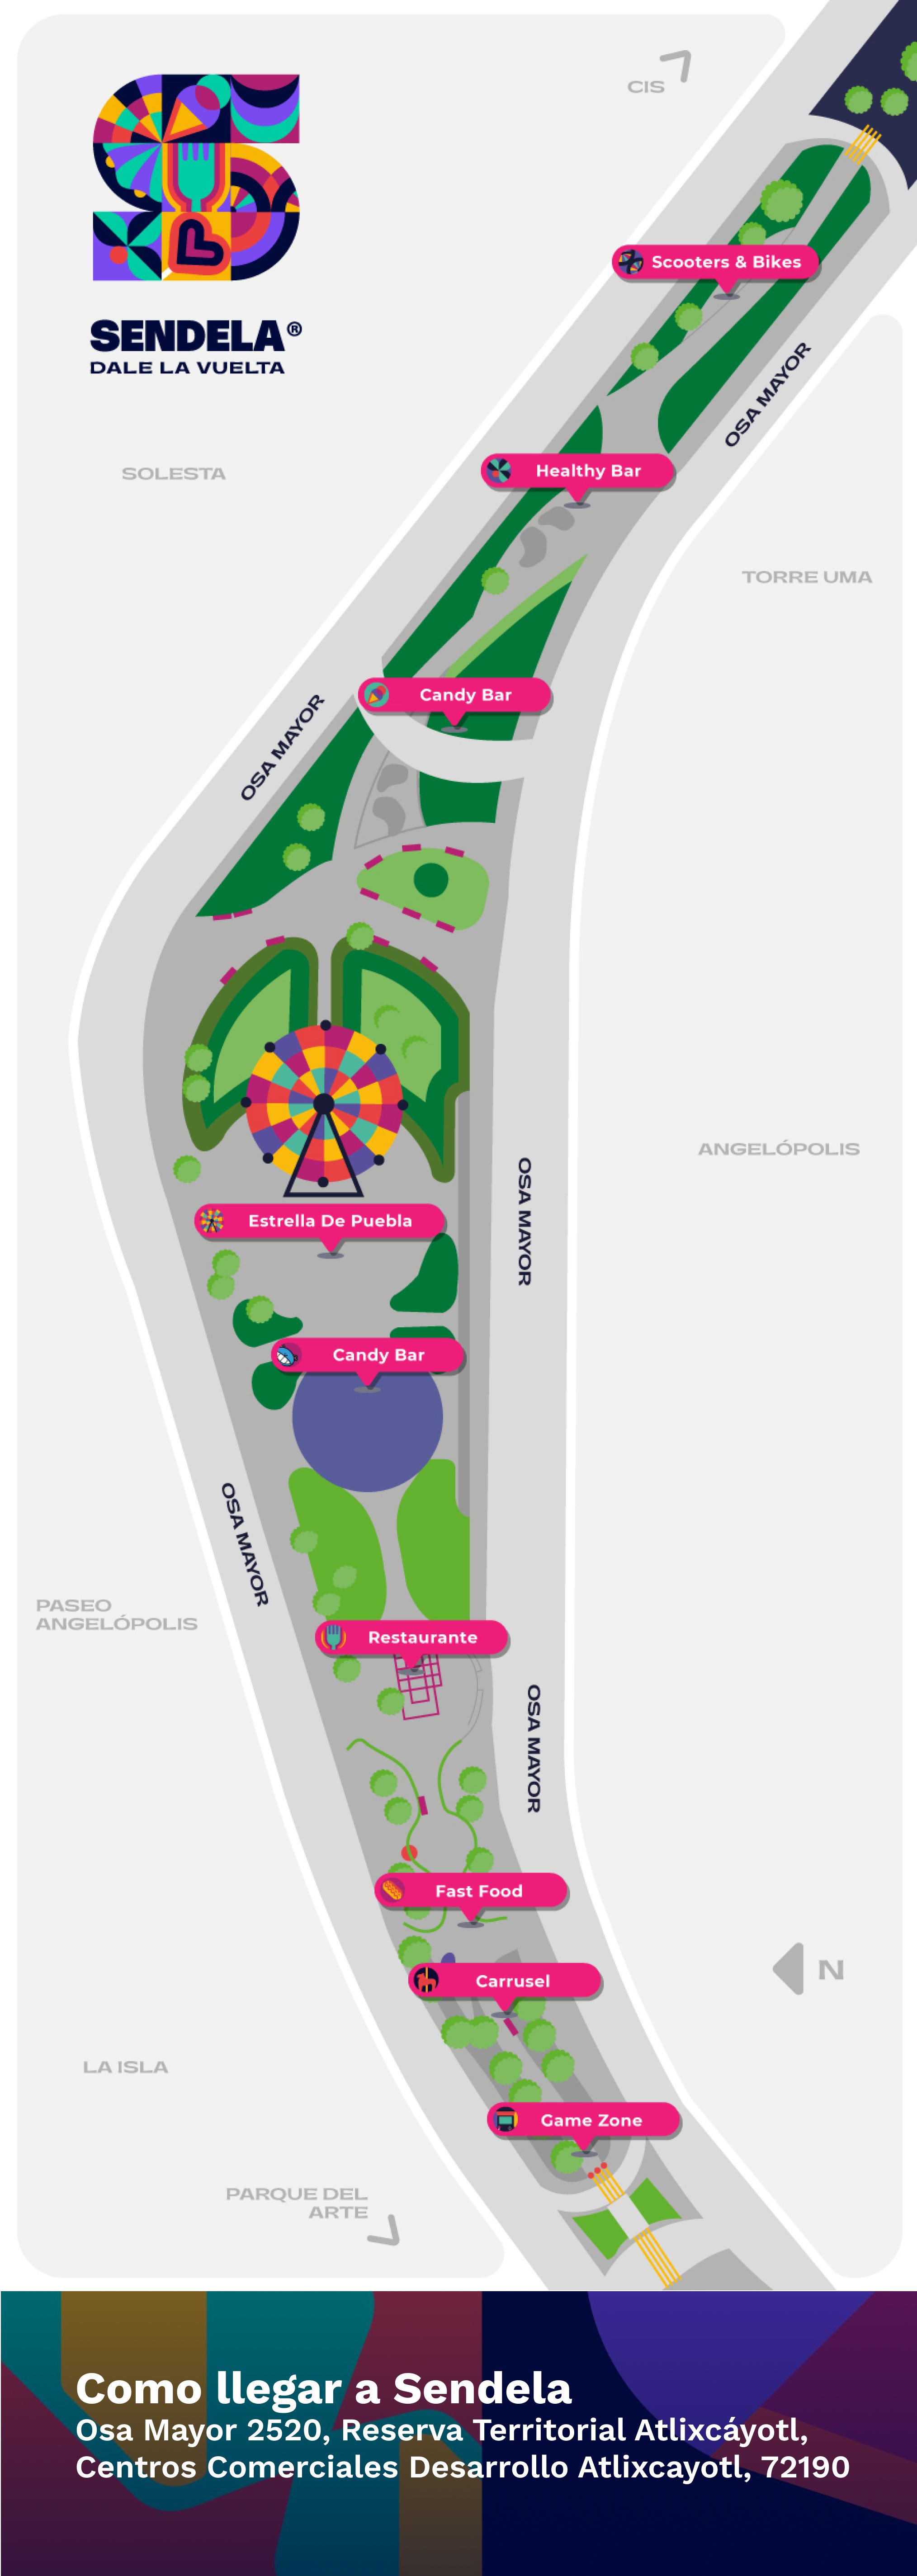 CIS
SENDELA®
DALE LA VUELTA
Scooters & Bikes
OSA MAYOR
SOLESTA
Healthy Bar
TORRE UMA
Candy Bar
OSA MAYOR
ANGELÓPOLIS
OSA MAYOR
Estrella De Puebla
Candy Bar
OSA MAYOR
PASEO
ANGELÓPOLIS
Restaurante
OSA MAYOR
Fast Food
N
Carrusel
LA ISLA
Game Zone
PARQUE DEL
ARTE
Como llegar a Sendela
Osa Mayor 2520, Reserva Territorial Atlixcáyotl,
Centros Comerciales Desarrollo Atlixcayotl, 72190